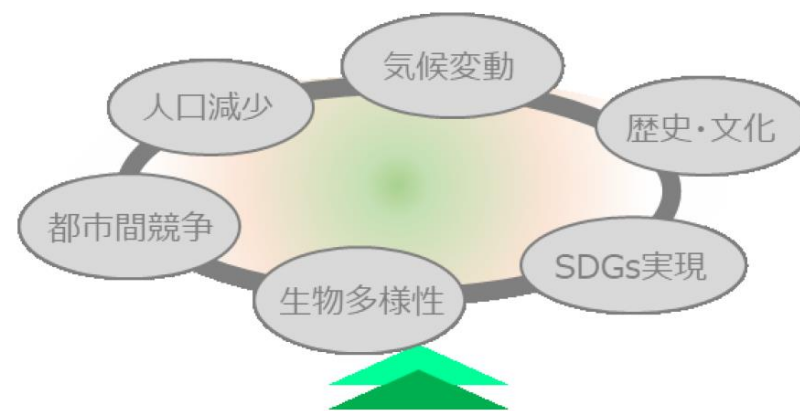 気候変動
人口減少
歴史・文化
都市間競争
SDGs実現
生物多様性